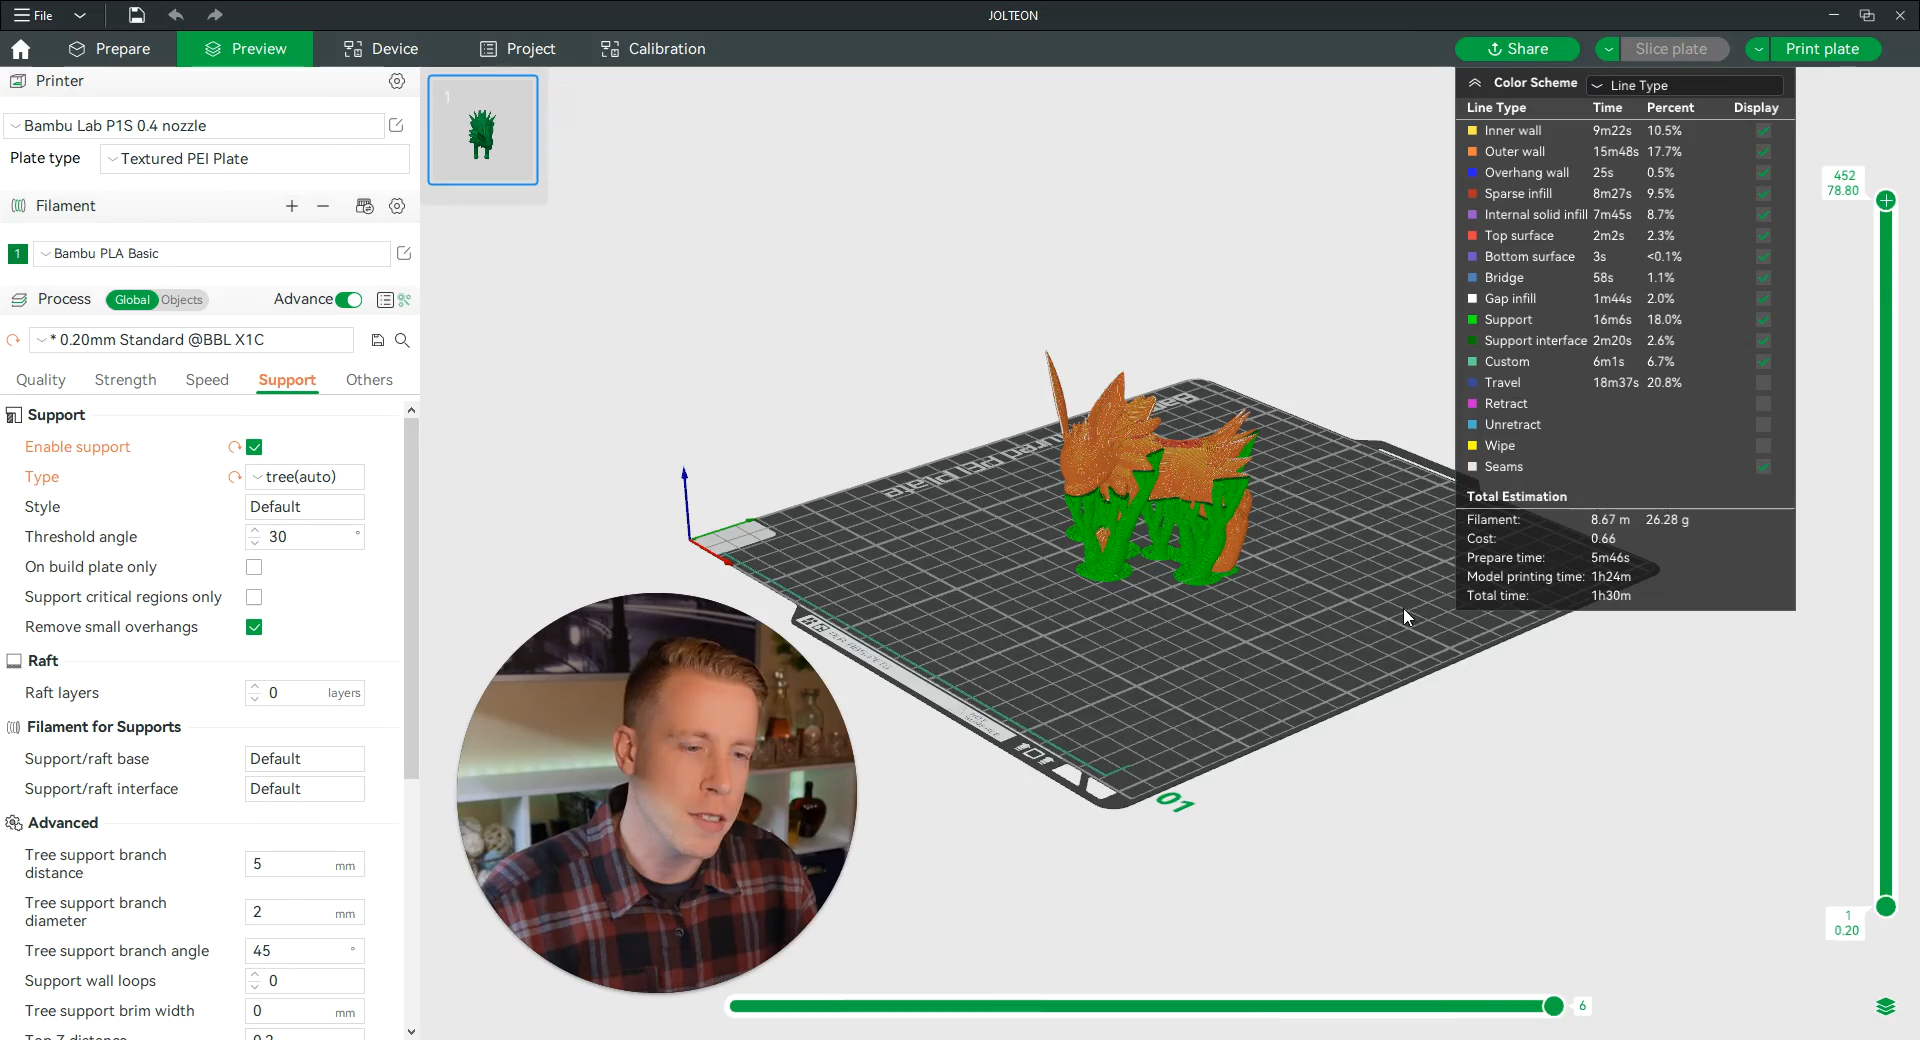 File
JOLTEON
Prepare
Preview
Device
Project
Calibration
Share
Slice plate
Print plate
Printer
Bambu Lab P1S 0.4 nozzle
Plate type
Textured PEI Plate
Filament
1
Bambu PLA Basic
Process
Global
Objects
Advance
* 0.20mm Standard @BBL X1C
Quality
Strength
Speed
Support
Others
Support
Enable support
Type
tree(auto)
Style
Default
Threshold angle
30 °
On build plate only
Support critical regions only
Remove small overhangs
Raft
Raft layers
0 layers
Filament for Supports
Support/raft base
Default
Support/raft interface
Default
Advanced
Tree support branch
distance
5 mm
Tree support branch
diameter
2 mm
Tree support branch angle
45 °
Support wall loops
0
Tree support brim width
0 mm
1
01
6
Color Scheme
Line Type
Line Type Time Percent Display
Inner wall 9m22s 10.5%
Outer wall 15m48s 17.7%
Overhang wall 25s 0.5%
Sparse infill 8m27s 9.5%
Internal solid infill 7m45s 8.7%
Top surface 2m2s 2.3%
Bottom surface 3s <0.1%
Bridge 58s 1.1%
Gap infill 1m44s 2.0%
Support 16m6s 18.0%
Support interface 2m20s 2.6%
Custom 6m1s 6.7%
Travel 18m37s 20.8%
Retract
Unretract
Wipe
Seams
Total Estimation
Filament: 8.67 m 26.28 g
Cost: 0.66
Prepare time: 5m46s
Model printing time: 1h24m
Total time: 1h30m
452
78.80
1
0.20